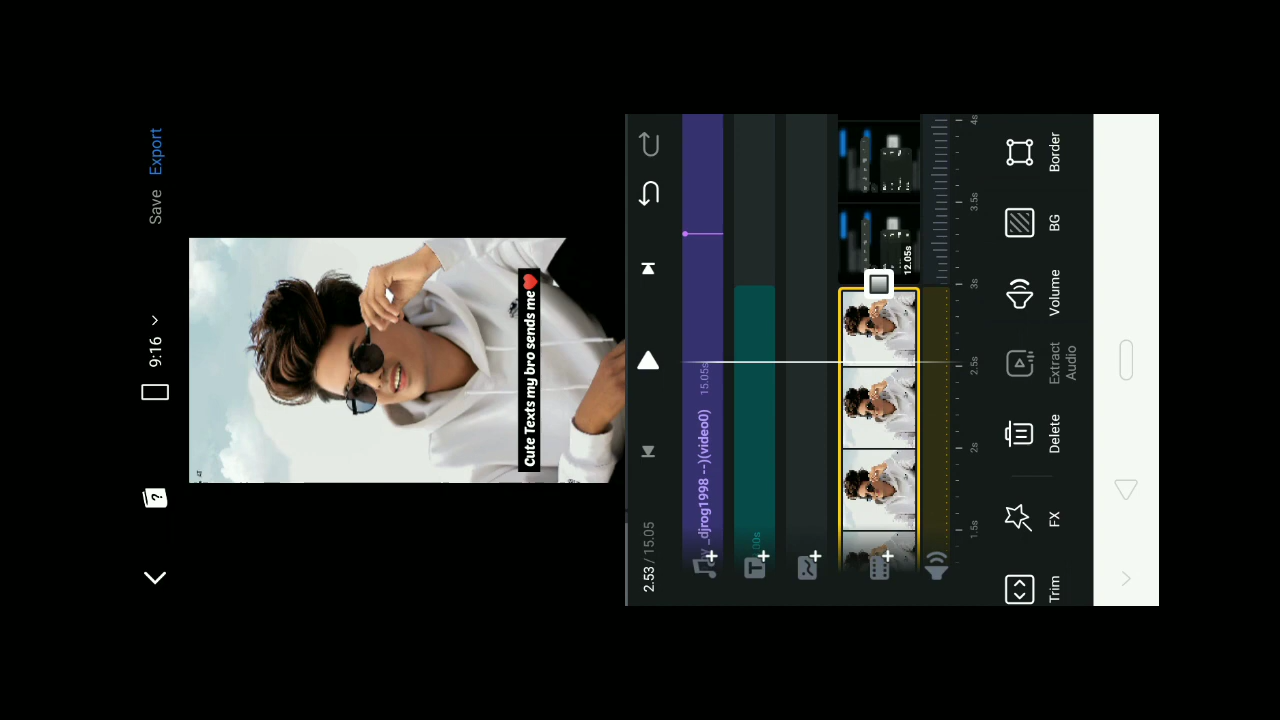 9:16
Save
Export
Cute Texts my bro sends me❤️
2.53 / 15.05
_djrog1998 --)(video0)
15.05s
12.05s
1.5s
2s
2.5s
3s
3.5s
4s
Trim
FX
Delete
Extract
Audio
Volume
BG
Border